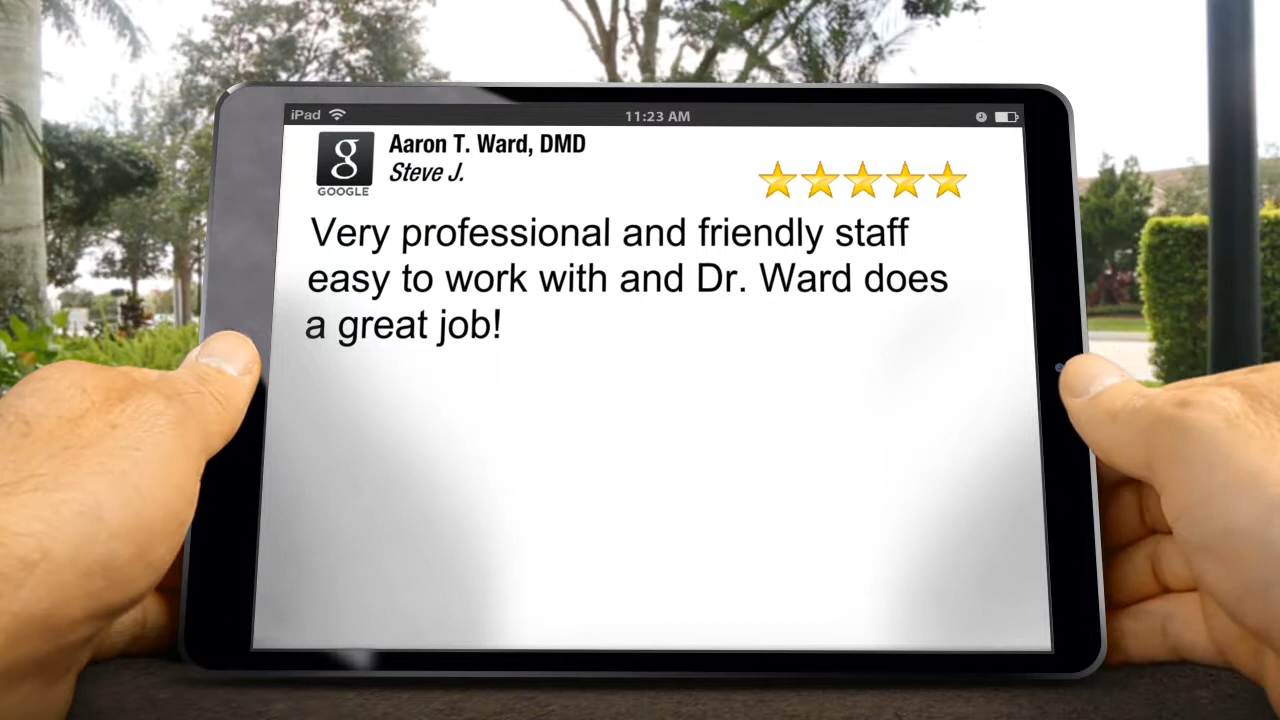 iPad 11:23 AM
g
GOOGLE
Aaron T. Ward, DMD
Steve J.
Very professional and friendly staff
easy to work with and Dr. Ward does
a great job!